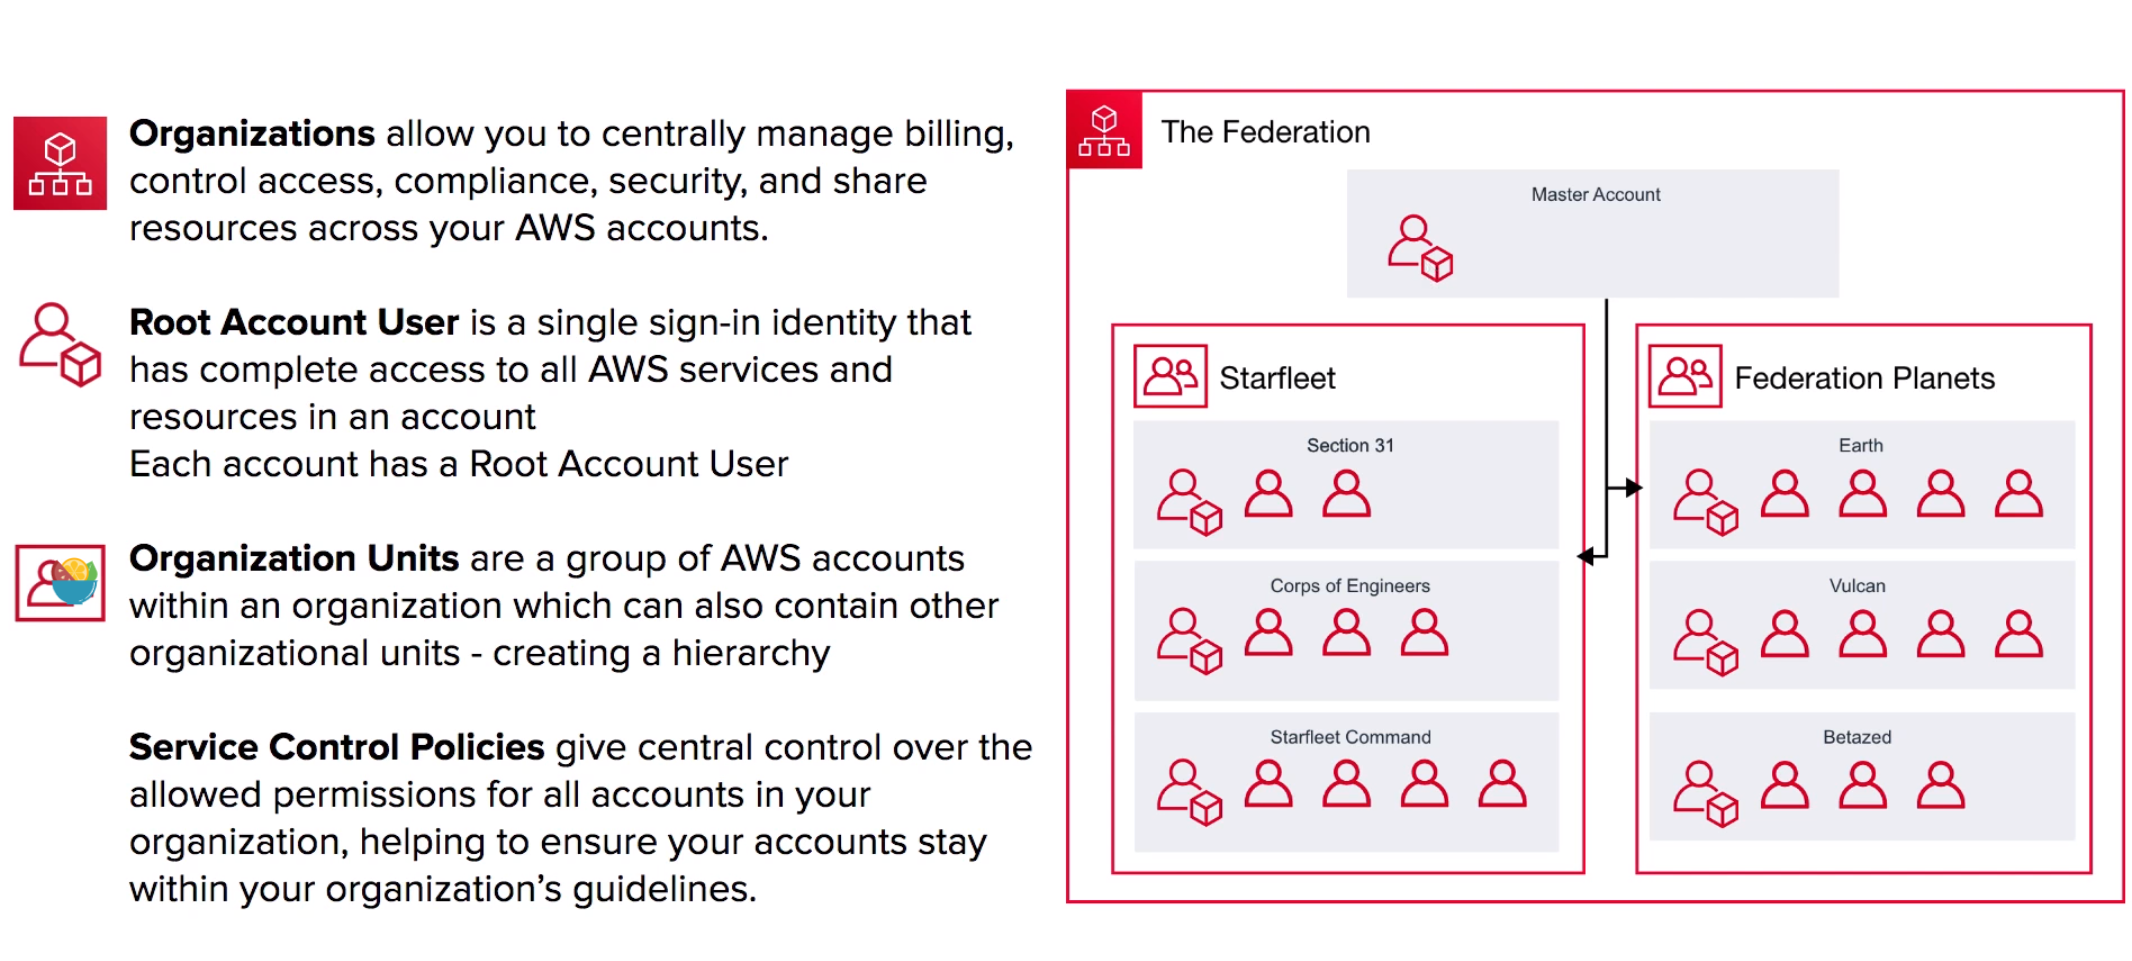 Organizations allow you to centrally manage billing,
control access, compliance, security, and share
resources across your AWS accounts.
Root Account User is a single sign-in identity that
has complete access to all AWS services and
resources in an account
Each account has a Root Account User
Organization Units are a group of AWS accounts
within an organization which can also contain other
organizational units - creating a hierarchy
Service Control Policies give central control over the
allowed permissions for all accounts in your
organization, helping to ensure your accounts stay
within your organization’s guidelines.
The Federation
Master Account
Starfleet
Section 31
Corps of Engineers
Starfleet Command
Federation Planets
Earth
Vulcan
Betazed